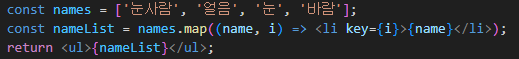 const names = ['눈사람', '얼음', '눈', '바람'];
const nameList = names.map((name, i) => <li key={i}>{name}</li>);
return <ul>{nameList}</ul>;